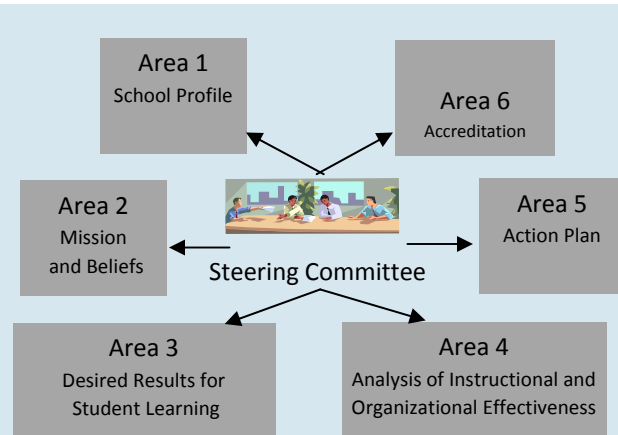 Area 1
School Profile
Area 6
Accreditation
Area 2
Mission
and Beliefs
Area 5
Action Plan
Steering Committee
Area 3
Desired Results for
Student Learning
Area 4
Analysis of Instructional and
Organizational Effectiveness